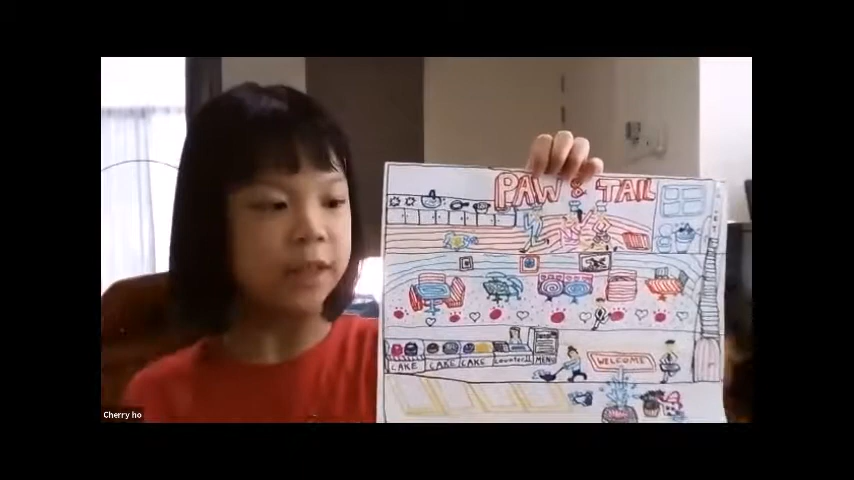 PAW & TAIL
CAKE CAKE CAKE COUNTER MENU
WELCOME
Cherry ho